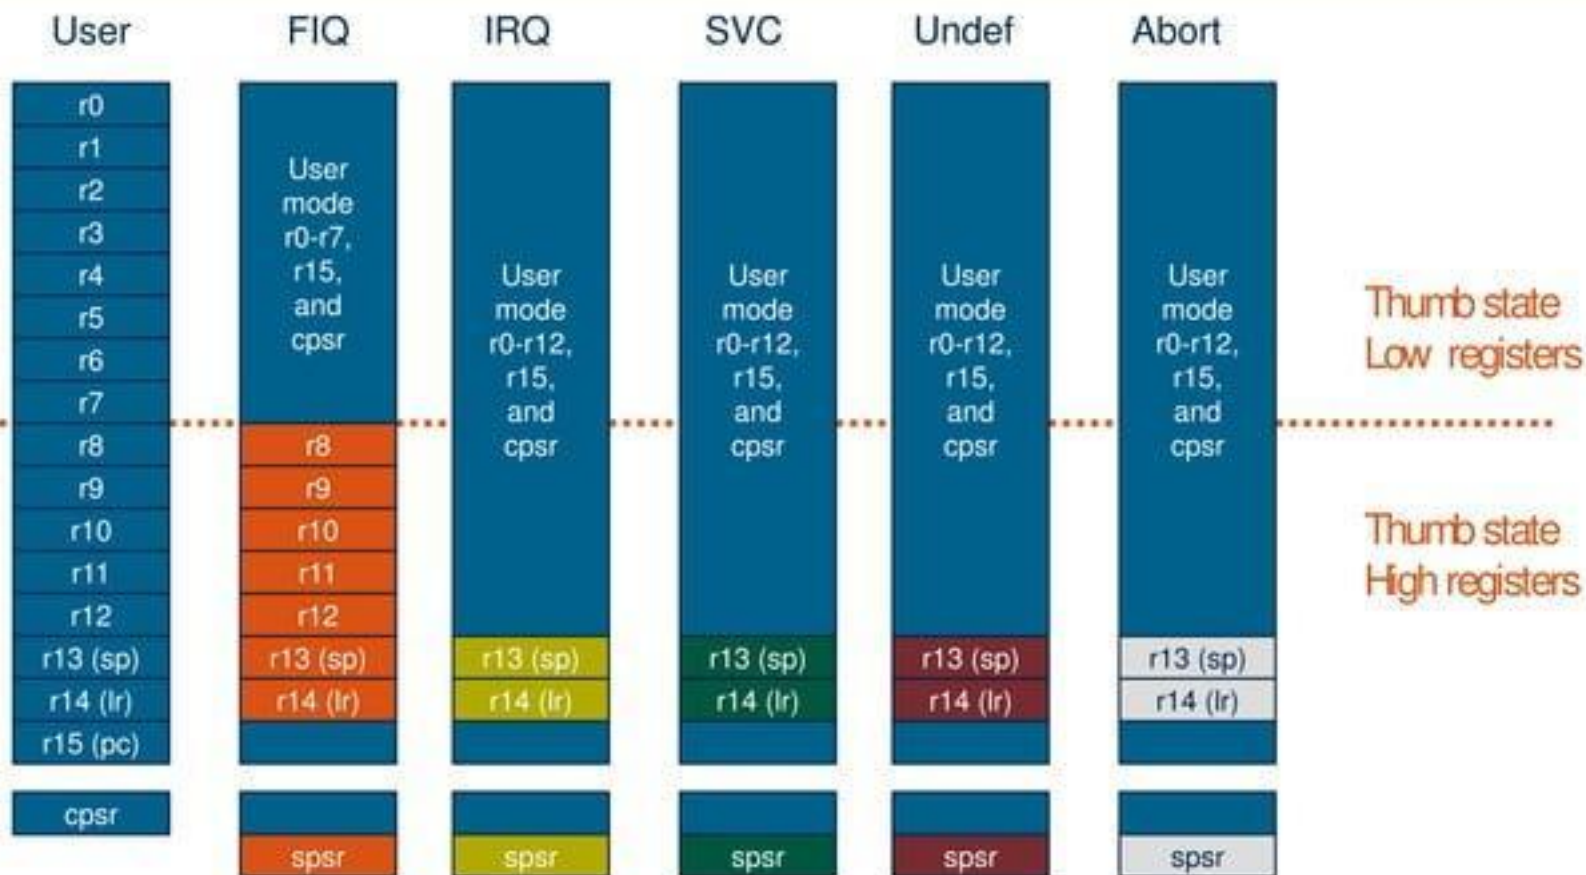 User
FIQ
IRQ
SVC
Undef
Abort
r0
r1
r2
r3
r4
r5
r6
r7
r8
r9
r10
r11
r12
r13 (sp)
r14 (lr)
r15 (pc)
cpsr
User
mode
r0-r7,
r15,
and
cpsr
r8
r9
r10
r11
r12
r13 (sp)
r14 (lr)
spsr
User
mode
r0-r12,
r15,
and
cpsr
r13 (sp)
r14 (lr)
spsr
User
mode
r0-r12,
r15,
and
cpsr
r13 (sp)
r14 (lr)
spsr
User
mode
r0-r12,
r15,
and
cpsr
r13 (sp)
r14 (lr)
spsr
User
mode
r0-r12,
r15,
and
cpsr
r13 (sp)
r14 (lr)
spsr
Thumb state
Low registers
Thumb state
High registers